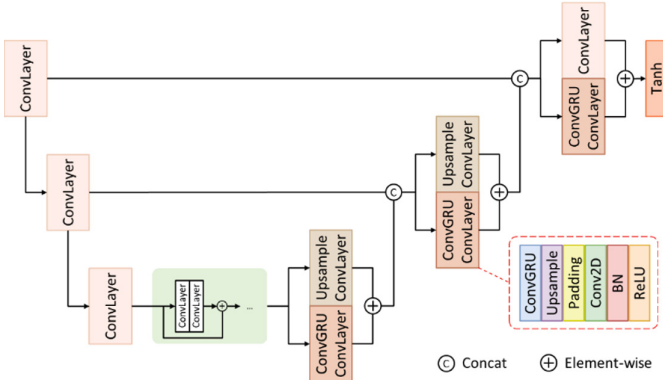 ConvLayer
ConvLayer
ConvLayer
ConvLayer
ConvLayer
...
Upsample
ConvLayer
ConvGRU
ConvLayer
C
Upsample
ConvLayer
ConvGRU
ConvLayer
C
ConvLayer
ConvGRU
ConvLayer
Tanh
ConvGRU
Upsample
Padding
Conv2D
BN
ReLU
C Concat
Element-wise